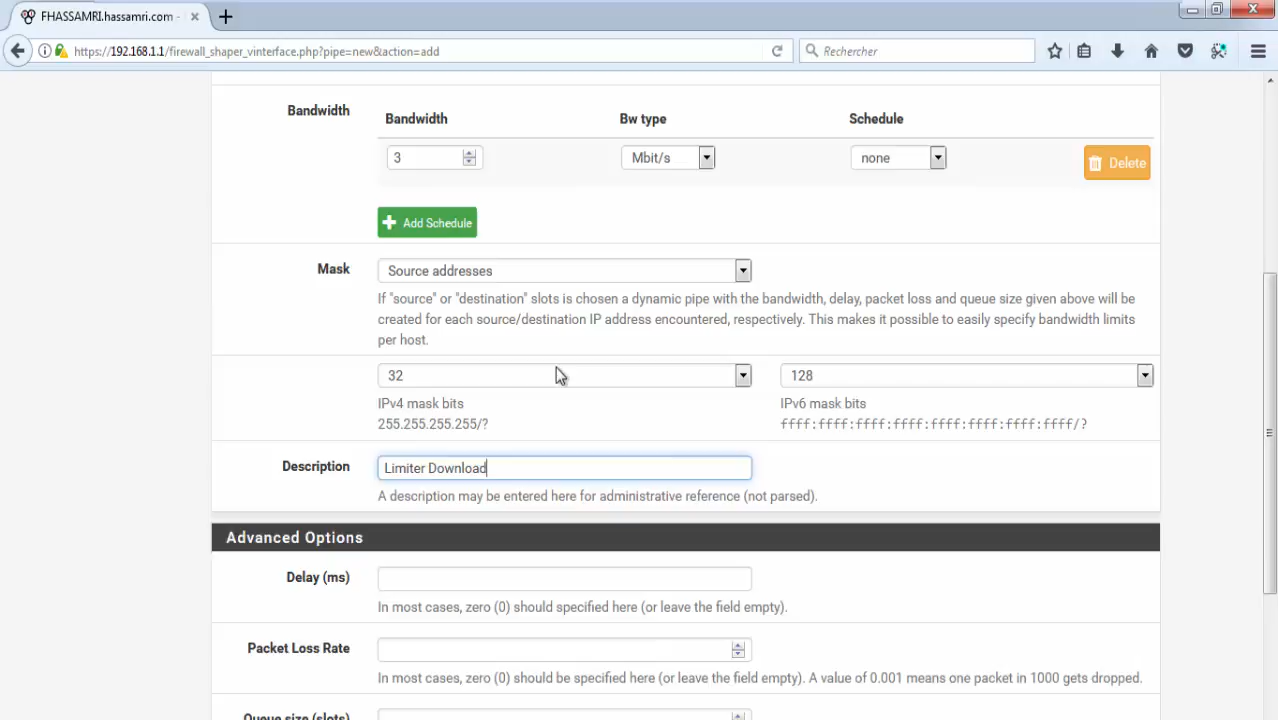 FHASSAMRI.hassamri.com -
https://192.168.1.1/firewall_shaper_vinterface.php?pipe=new&action=add
Rechercher
Bandwidth
Bandwidth Bw type Schedule
3 Mbit/s none Delete
Add Schedule
Mask
Source addresses
If "source" or "destination" slots is chosen a dynamic pipe with the bandwidth, delay, packet loss and queue size given above will be
created for each source/destination IP address encountered, respectively. This makes it possible to easily specify bandwidth limits
per host.
32 128
IPv4 mask bits IPv6 mask bits
255.255.255.255/? ffff:ffff:ffff:ffff:ffff:ffff:ffff:ffff/?
Description
Limiter Download
A description may be entered here for administrative reference (not parsed).
Advanced Options
Delay (ms)
In most cases, zero (0) should specified here (or leave the field empty).
Packet Loss Rate
In most cases, zero (0) should be specified here (or leave the field empty). A value of 0.001 means one packet in 1000 gets dropped.
Queue size (slots)